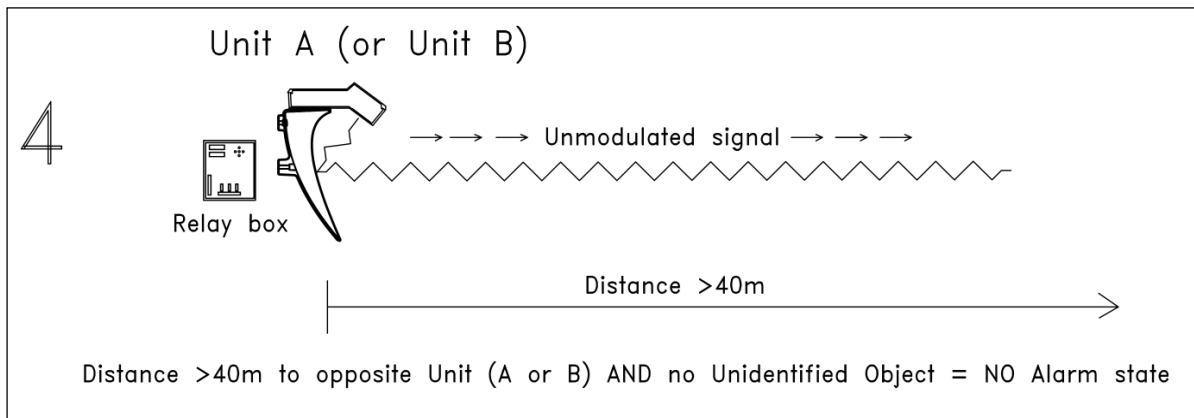 Unit A (or Unit B)
4
Unmodulated signal
Relay box
Distance >40m
Distance >40m to opposite Unit (A or B) AND no Unidentified Object = NO Alarm state